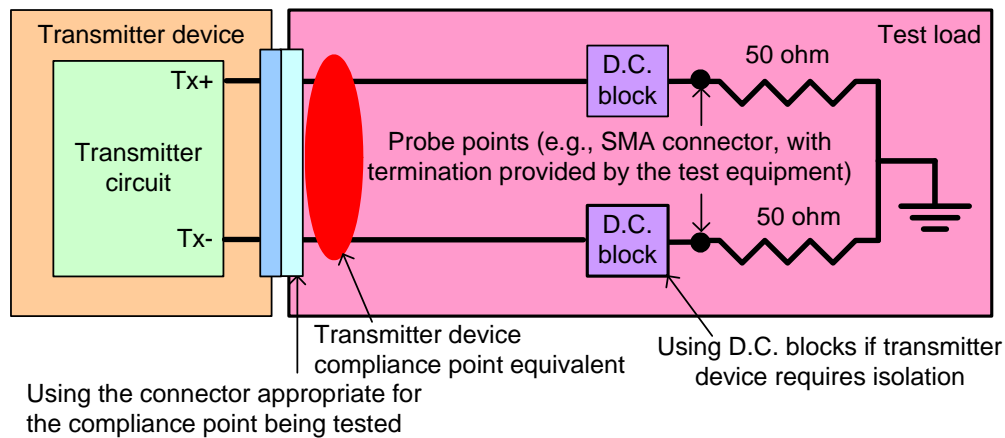 Transmitter device
Test load
Tx+
D.C.
block
50 ohm
Transmitter
circuit
Probe points (e.g., SMA connector, with
termination provided by the test equipment)
Tx-
D.C.
block
50 ohm
Transmitter device
compliance point equivalent
Using D.C. blocks if transmitter
device requires isolation
Using the connector appropriate for
the compliance point being tested